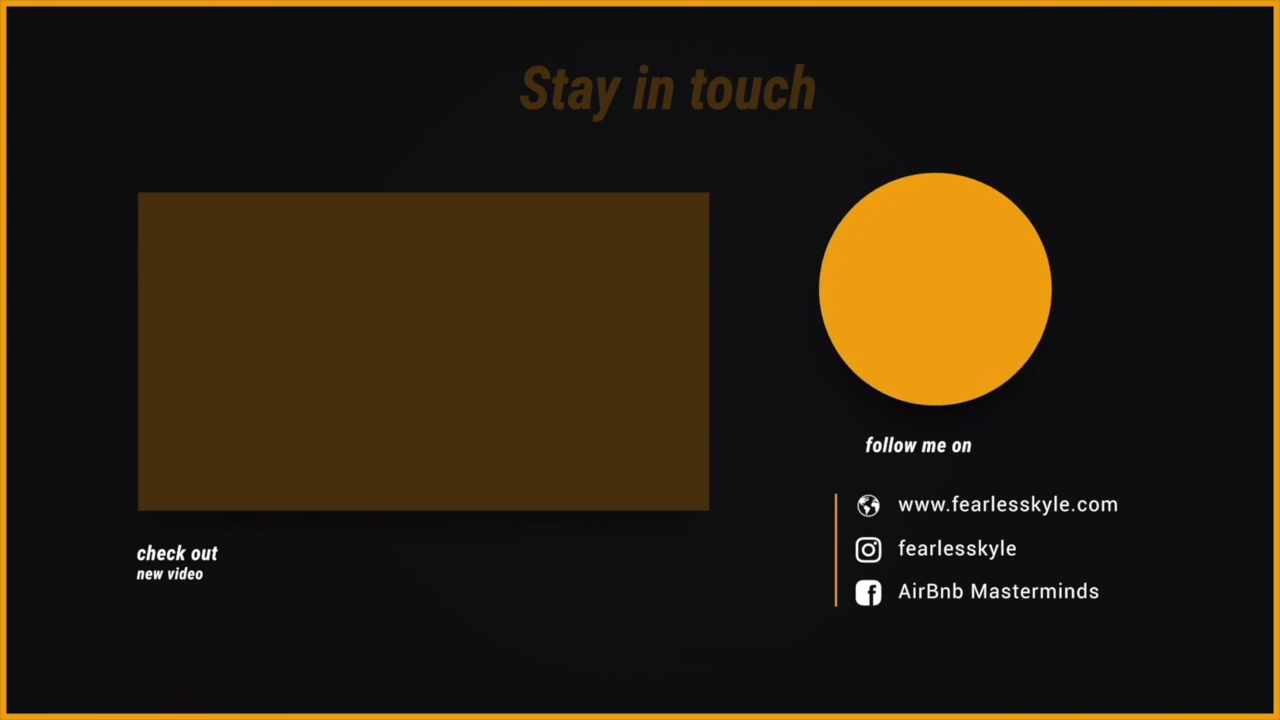 Stay in touch
check out
new video
follow me on
www.fearlesskyle.com
fearlesskyle
AirBnb Masterminds